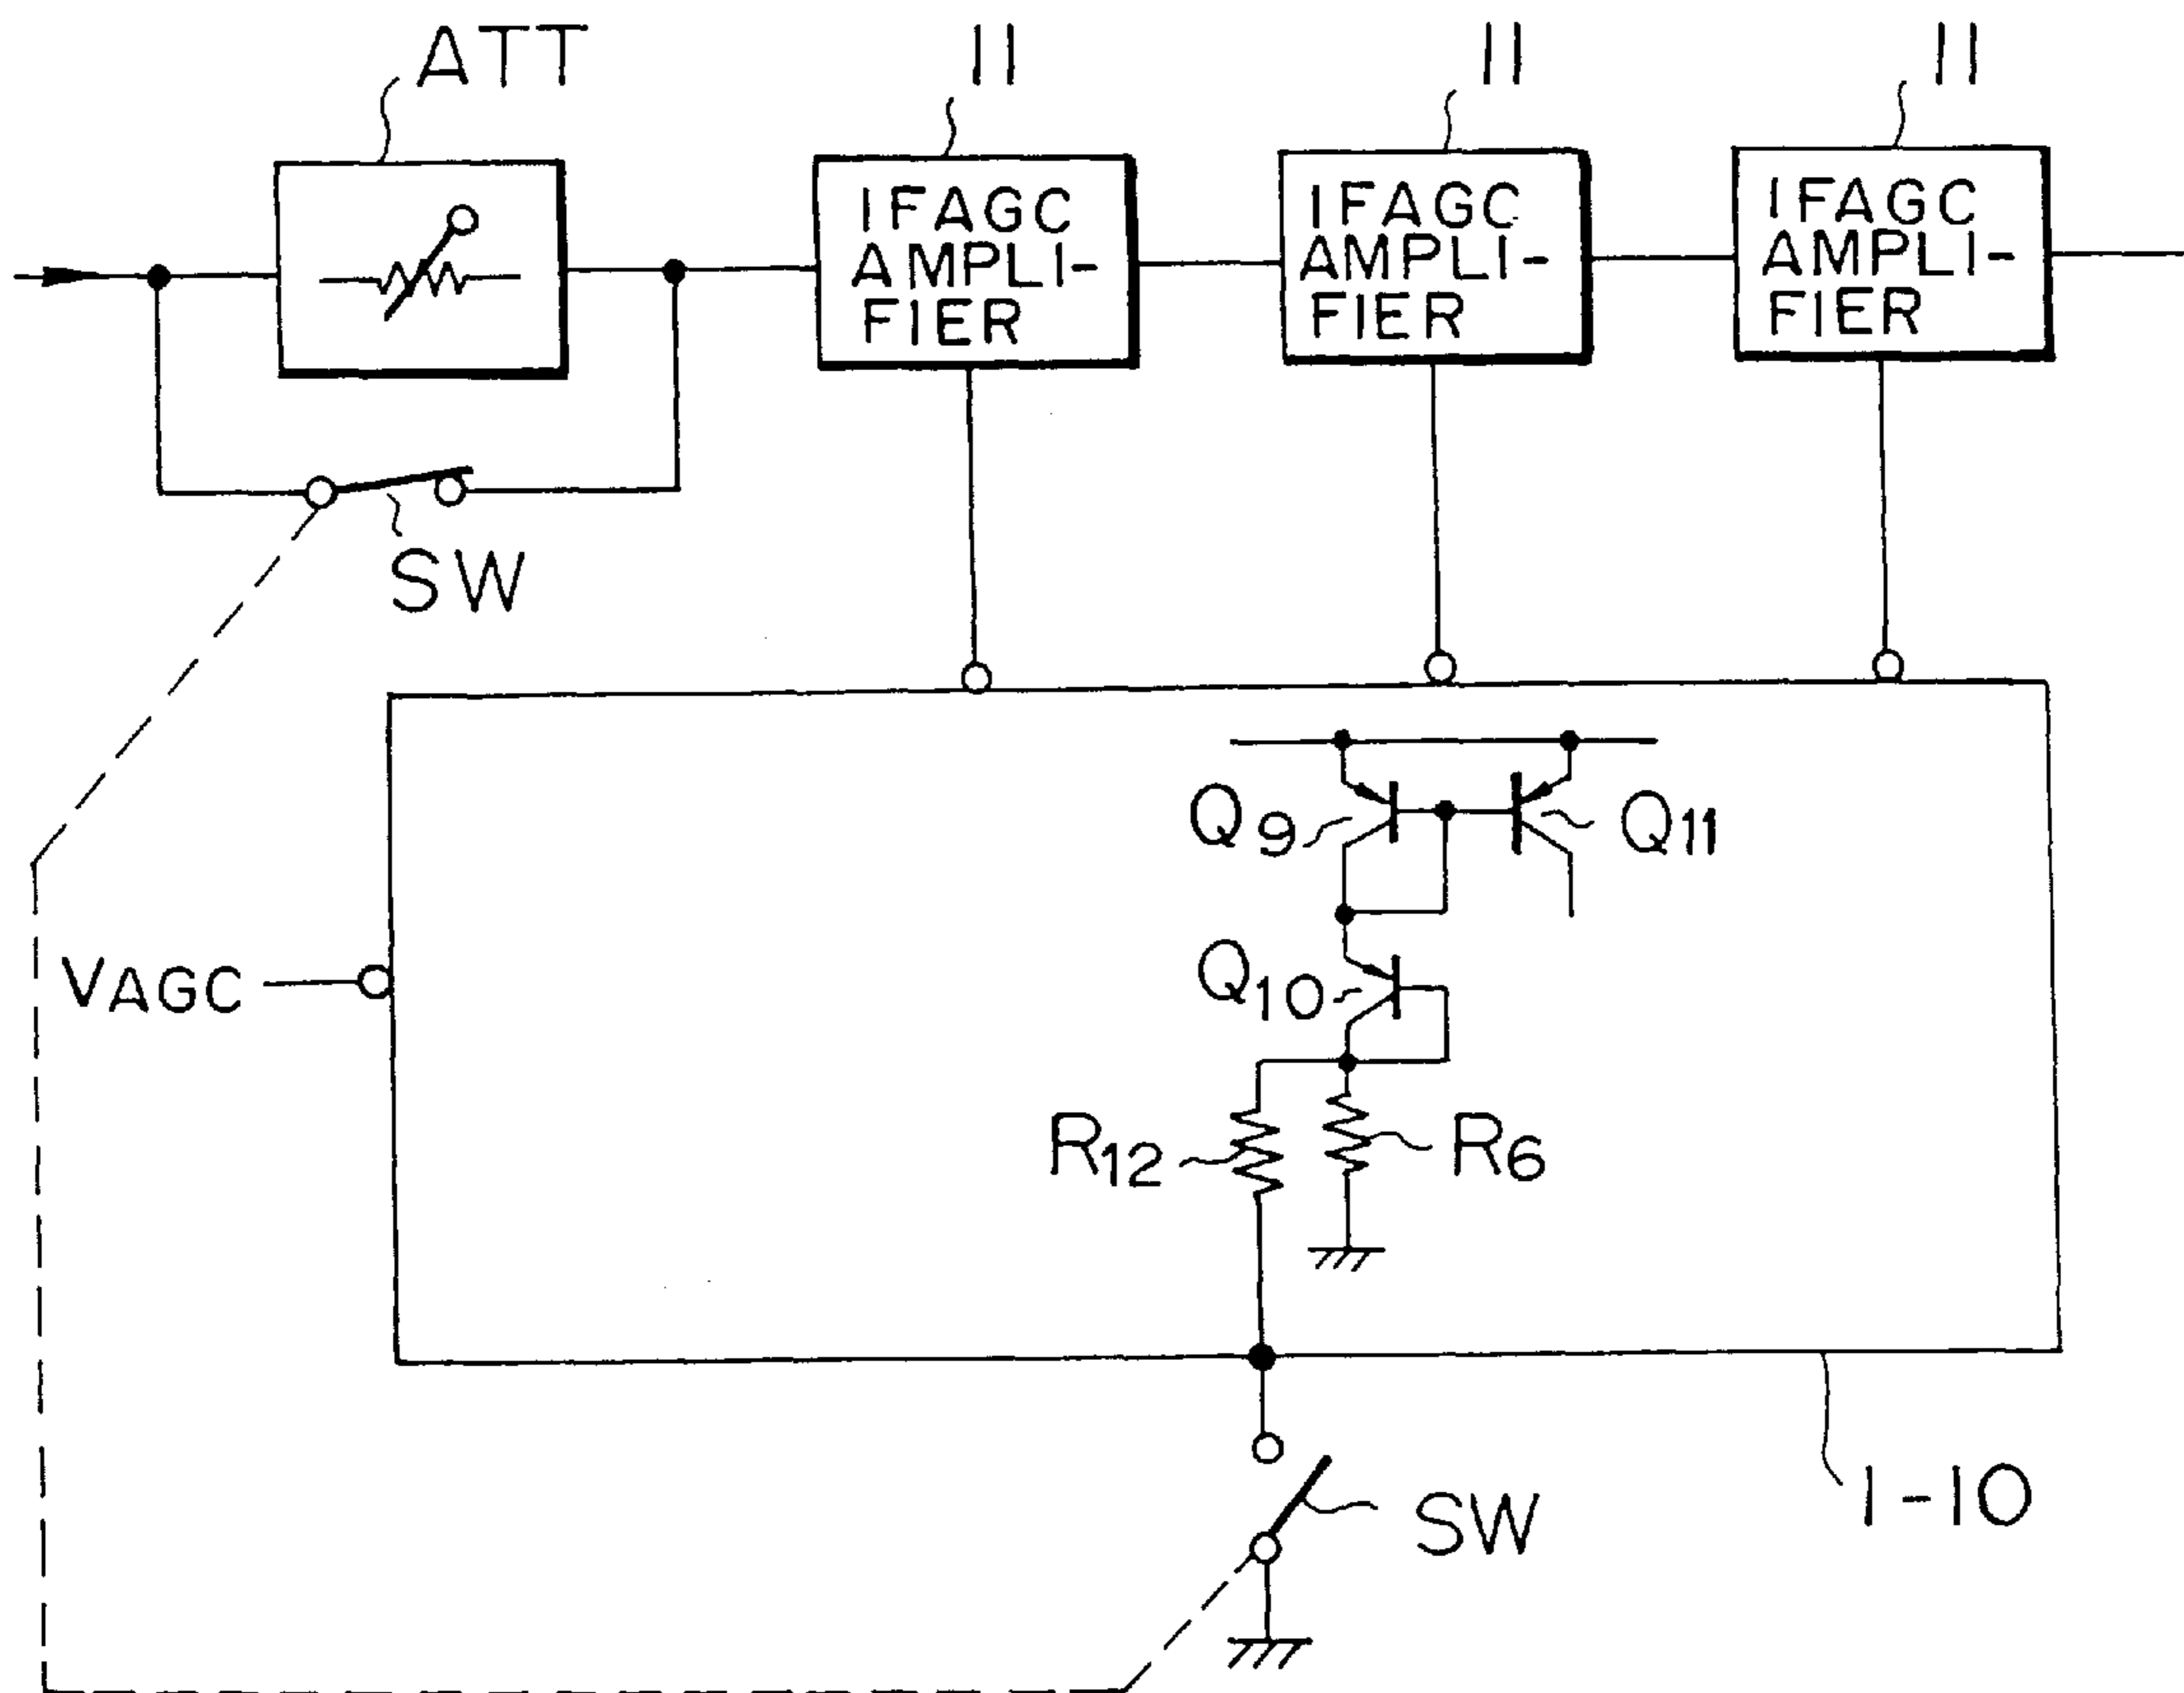 ATT
11
11
11
IFAGC
AMPLI-
FIER
IFAGC
AMPLI-
FIER
IFAGC
AMPLI-
FIER
SW
Q9
Q11
VAGC
Q10
R12
R6
1-10
SW